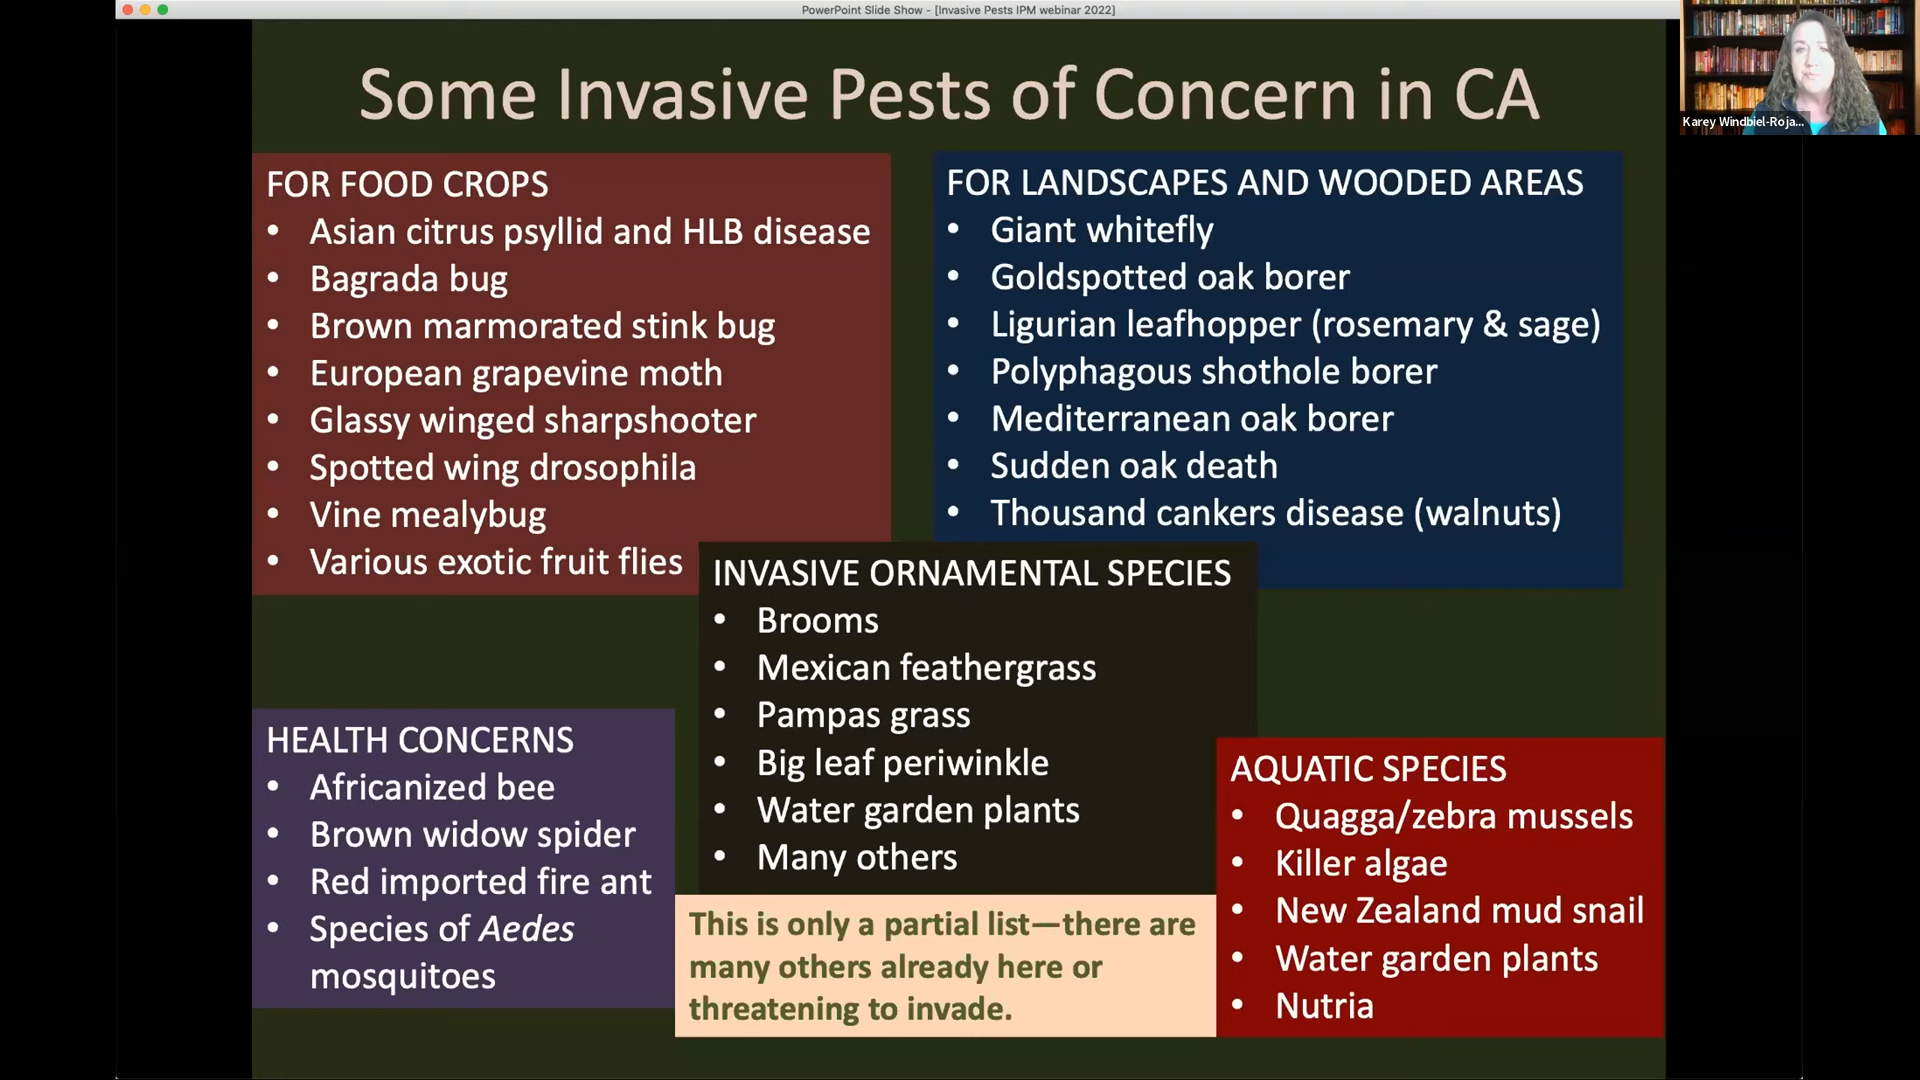 PowerPoint Slide Show - [Invasive Pests IPM webinar 2022]
Karey Windbiel-Roja...
Some Invasive Pests of Concern in CA
FOR FOOD CROPS
• Asian citrus psyllid and HLB disease
• Bagrada bug
• Brown marmorated stink bug
• European grapevine moth
• Glassy winged sharpshooter
• Spotted wing drosophila
• Vine mealybug
• Various exotic fruit flies
FOR LANDSCAPES AND WOODED AREAS
• Giant whitefly
• Goldspotted oak borer
• Ligurian leafhopper (rosemary & sage)
• Polyphagous shothole borer
• Mediterranean oak borer
• Sudden oak death
• Thousand cankers disease (walnuts)
INVASIVE ORNAMENTAL SPECIES
• Brooms
• Mexican feathergrass
• Pampas grass
• Big leaf periwinkle
• Water garden plants
• Many others
HEALTH CONCERNS
• Africanized bee
• Brown widow spider
• Red imported fire ant
• Species of Aedes
mosquitoes
AQUATIC SPECIES
• Quagga/zebra mussels
• Killer algae
• New Zealand mud snail
• Water garden plants
• Nutria
This is only a partial list—there are
many others already here or
threatening to invade.